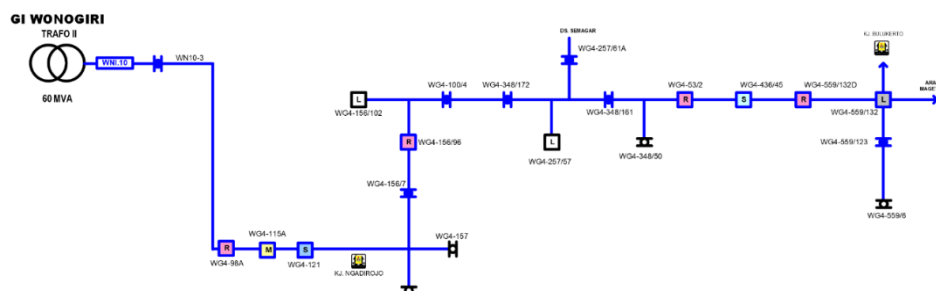 GI WONOGIRI
TRAFO II
WNI.10
WN10-3
60 MVA
DS. SEMAGAR
WG4-257/61A
KJ. BULUKERTO
WG4-100/4
WG4-348/172
WG4-53/2
WG4-436/45
WG4-559/132D
L
WG4-156/102
WG4-348/161
R
S
R
L
WG4-559/132
R
WG4-156/96
L
WG4-257/57
WG4-348/50
WG4-559/123
WG4-156/7
WG4-559/6
WG4-115A
WG4-157
R
M
S
WG4-98A
WG4-121
KJ. NGADIROJO